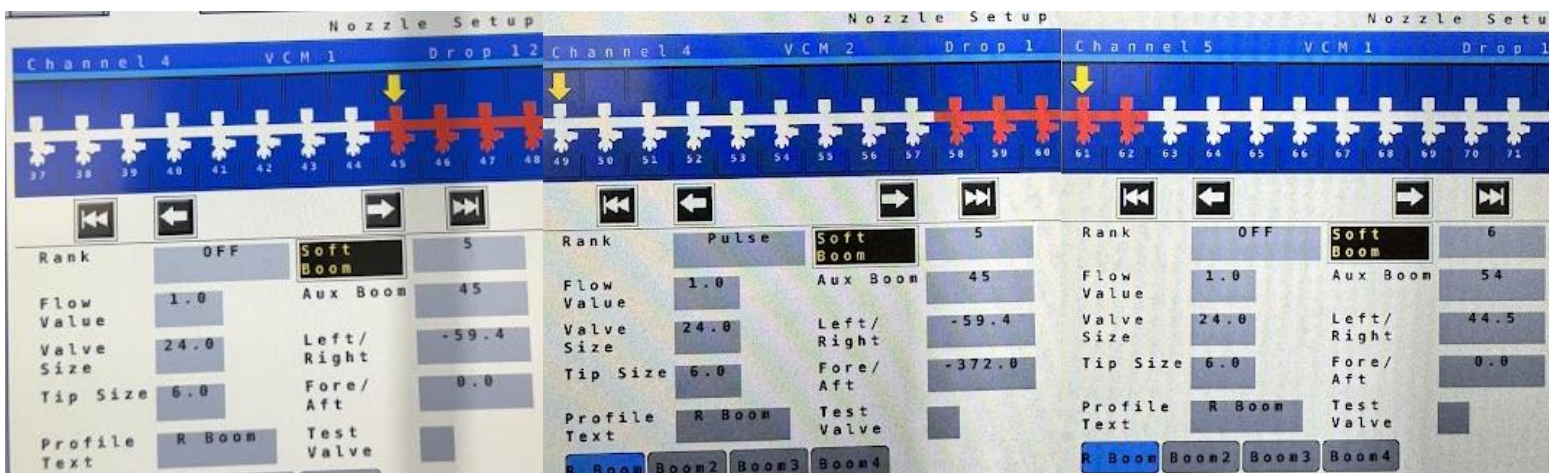 Nozzle Setup
Channel 4 VCM 1 Drop 12
37 38 39 40 41 42 43 44 45 46 47 48
Rank OFF Soft Boom 5
Flow Value 1.0 Aux Boom 45
Valve Size 24.0 Left/Right -59.4
Tip Size 6.0 Fore/Aft 0.0
Profile Text R Boom Test Valve
Nozzle Setup
Channel 4 VCM 2 Drop 1
49 50 51 52 53 54 55 56 57 58 59 60
Rank Pulse Soft Boom 5
Flow Value 1.0 Aux Boom 45
Valve Size 24.0 Left/Right -59.4
Tip Size 6.0 Fore/Aft -372.0
Profile Text R Boom Test Valve
R Boom Boom2 Boom3 Boom4
Nozzle Setu
Channel 5 VCM 1 Drop 1
61 62 63 64 65 66 67 68 69 70 71
Rank OFF Soft Boom 6
Flow Value 1.0 Aux Boom 54
Valve Size 24.0 Left/Right 44.5
Tip Size 6.0 Fore/Aft 0.0
Profile Text R Boom Test Valve
R Boom Boom2 Boom3 Boom4